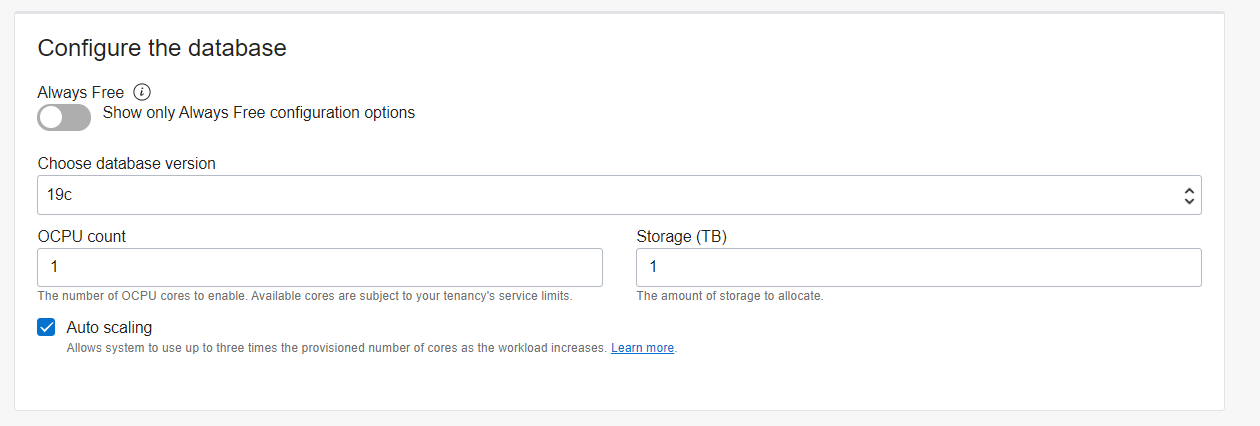 Configure the database
Always Free
Show only Always Free configuration options
Choose database version
19c
OCPU count
Storage (TB)
1
1
The number of OCPU cores to enable. Available cores are subject to your tenancy's service limits.
The amount of storage to allocate.
Auto scaling
Allows system to use up to three times the provisioned number of cores as the workload increases. Learn more.